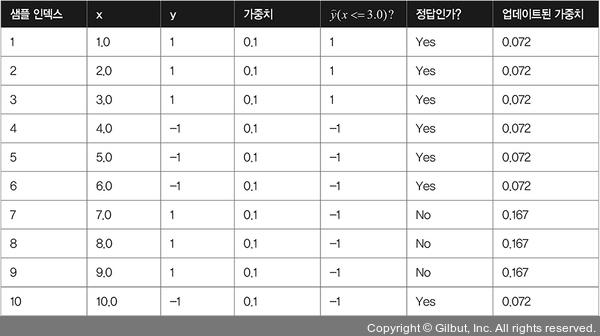 샘플 인덱스 x y 가중치 ŷ(x <= 3.0)? 정답인가? 업데이트된 가중치
1 1.0 1 0.1 1 Yes 0.072
2 2.0 1 0.1 1 Yes 0.072
3 3.0 1 0.1 1 Yes 0.072
4 4.0 -1 0.1 -1 Yes 0.072
5 5.0 -1 0.1 -1 Yes 0.072
6 6.0 -1 0.1 -1 Yes 0.072
7 7.0 1 0.1 -1 No 0.167
8 8.0 1 0.1 -1 No 0.167
9 9.0 1 0.1 -1 No 0.167
10 10.0 -1 0.1 -1 Yes 0.072
Copyright © Gilbut, Inc. All rights reserved.